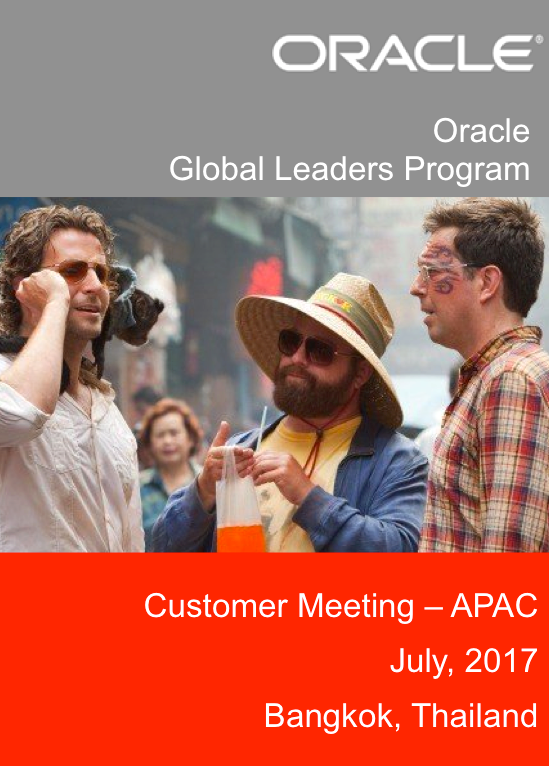 ORACLE®
Oracle
Global Leaders Program
Customer Meeting – APAC
July, 2017
Bangkok, Thailand